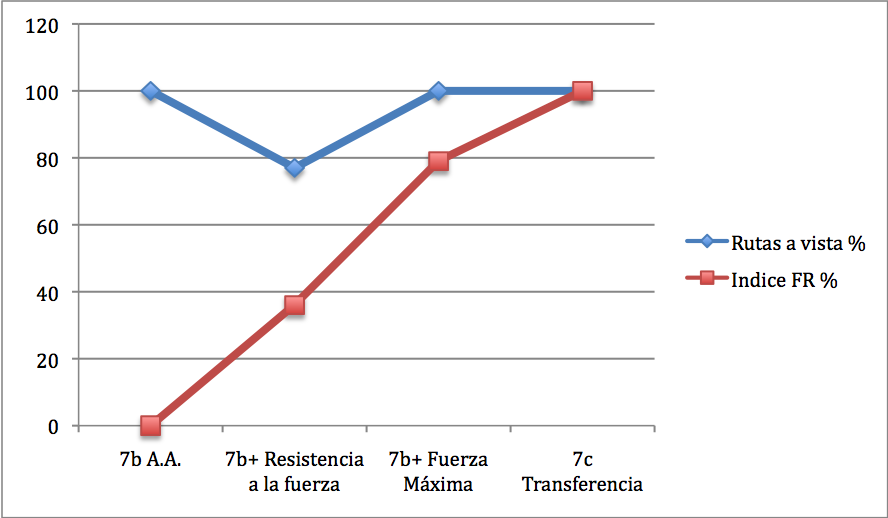 120
100
80
60
40
20
0
7b A.A.
7b+ Resistencia
a la fuerza
7b+ Fuerza
Máxima
7c
Transferencia
Rutas a vista %
Indice FR %